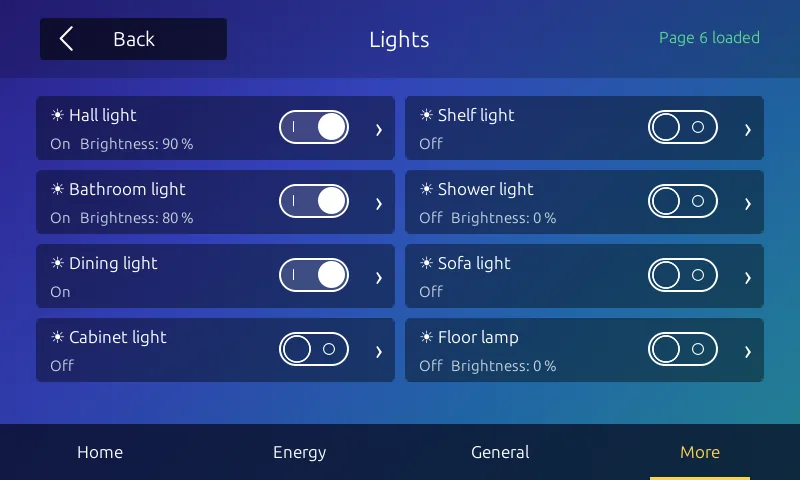 Back
Lights
Page 6 loaded
Hall light
On Brightness: 90 %
Shelf light
Off
Bathroom light
On Brightness: 80 %
Shower light
Off Brightness: 0 %
Dining light
On
Sofa light
Off
Cabinet light
Off
Floor lamp
Off Brightness: 0 %
Home
Energy
General
More